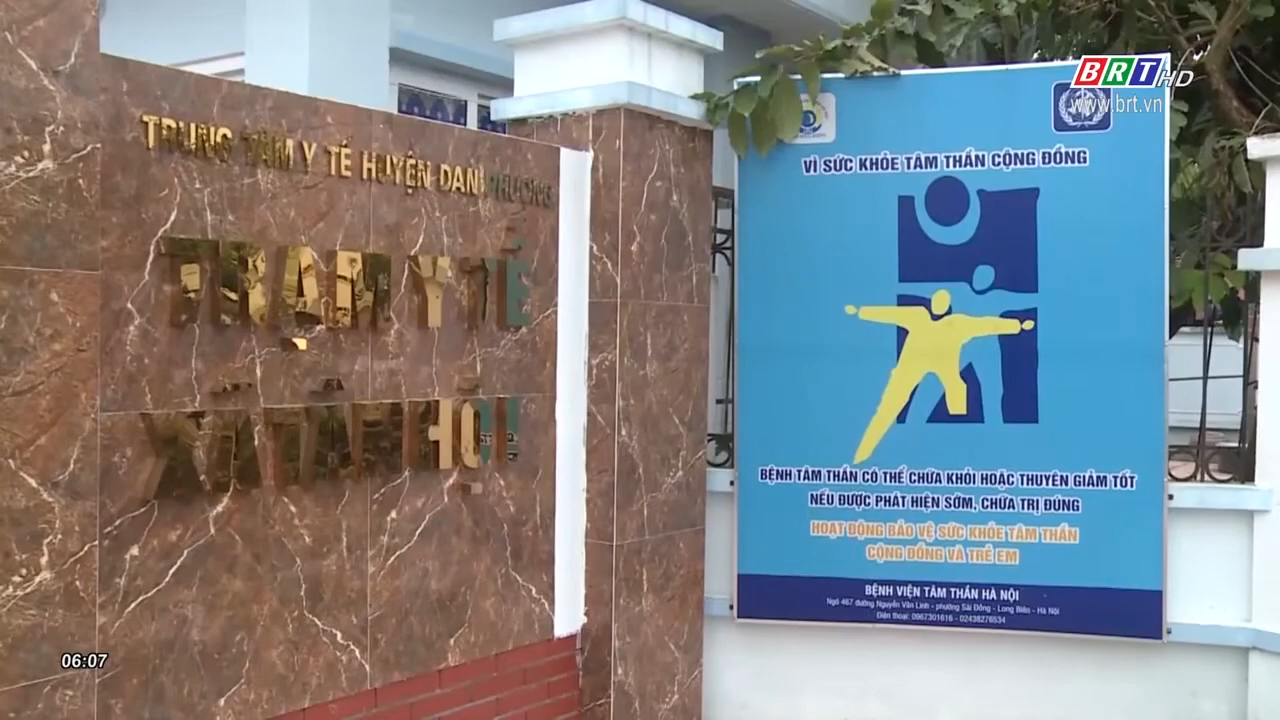 BRT HD
www.brt.vn
TRUNG TÂM Y TẾ HUYỆN ĐAN PHƯỢNG
TRẠM Y TẾ
XÃ TÂN HỘI
VÌ SỨC KHỎE TÂM THẦN CỘNG ĐỒNG
BỆNH TÂM THẦN CÓ THỂ CHỮA KHỎI HOẶC THUYÊN GIẢM TỐT
NẾU ĐƯỢC PHÁT HIỆN SỚM, CHỮA TRỊ ĐÚNG
HOẠT ĐỘNG BẢO VỆ SỨC KHỎE TÂM THẦN
CỘNG ĐỒNG VÀ TRẺ EM
BỆNH VIỆN TÂM THẦN HÀ NỘI
Ngõ 467 đường Nguyễn Văn Linh - phường Sài Đồng - Long Biên - Hà Nội
Điện thoại: 0967301616 - 02438276534
06:07